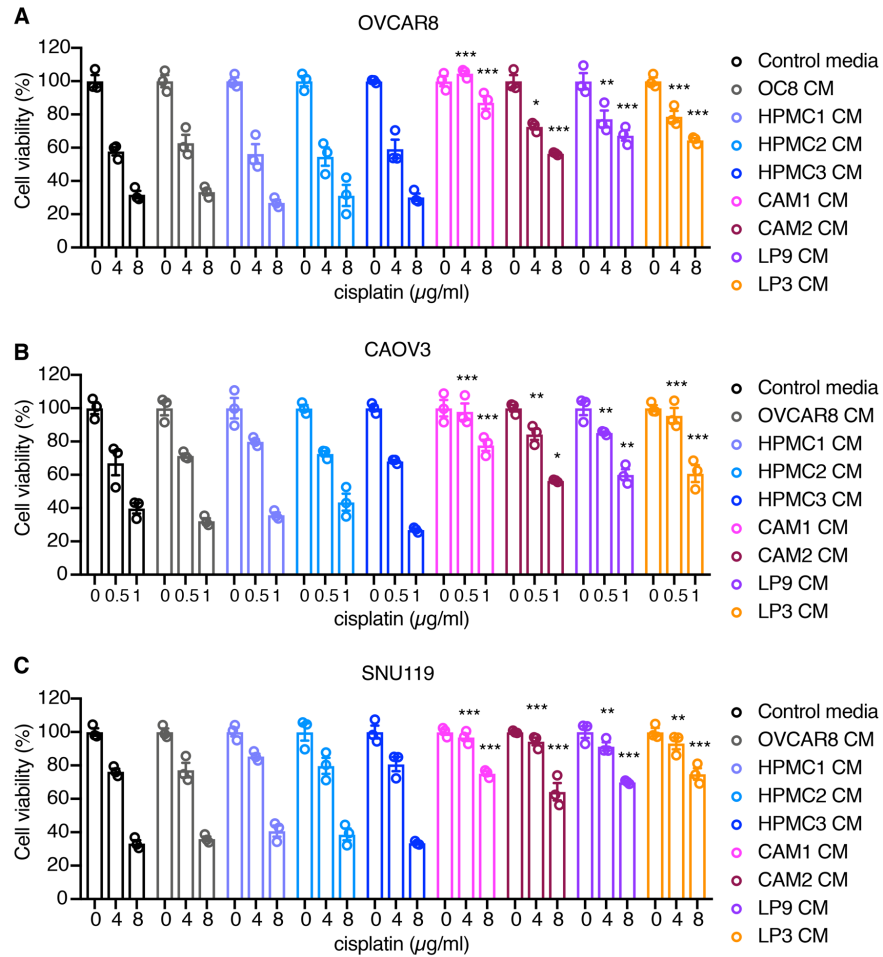 A
OVCAR8
Cell viability (%)
120
100
80
60
40
20
0
*** *** * *** ** *** *** ***
0 4 8 0 4 8 0 4 8 0 4 8 0 4 8 0 4 8 0 4 8 0 4 8 0 4 8
cisplatin (µg/ml)
Control media
OC8 CM
HPMC1 CM
HPMC2 CM
HPMC3 CM
CAM1 CM
CAM2 CM
LP9 CM
LP3 CM
B
CAOV3
Cell viability (%)
120
100
80
60
40
20
0
*** *** ** * ** ** *** ***
0 0.5 1 0 0.5 1 0 0.5 1 0 0.5 1 0 0.5 1 0 0.5 1 0 0.5 1 0 0.5 1 0 0.5 1
cisplatin (µg/ml)
Control media
OVCAR8 CM
HPMC1 CM
HPMC2 CM
HPMC3 CM
CAM1 CM
CAM2 CM
LP9 CM
LP3 CM
C
SNU119
Cell viability (%)
120
100
80
60
40
20
0
*** *** *** *** ** *** ** ***
0 4 8 0 4 8 0 4 8 0 4 8 0 4 8 0 4 8 0 4 8 0 4 8 0 4 8
cisplatin (µg/ml)
Control media
OVCAR8 CM
HPMC1 CM
HPMC2 CM
HPMC3 CM
CAM1 CM
CAM2 CM
LP9 CM
LP3 CM